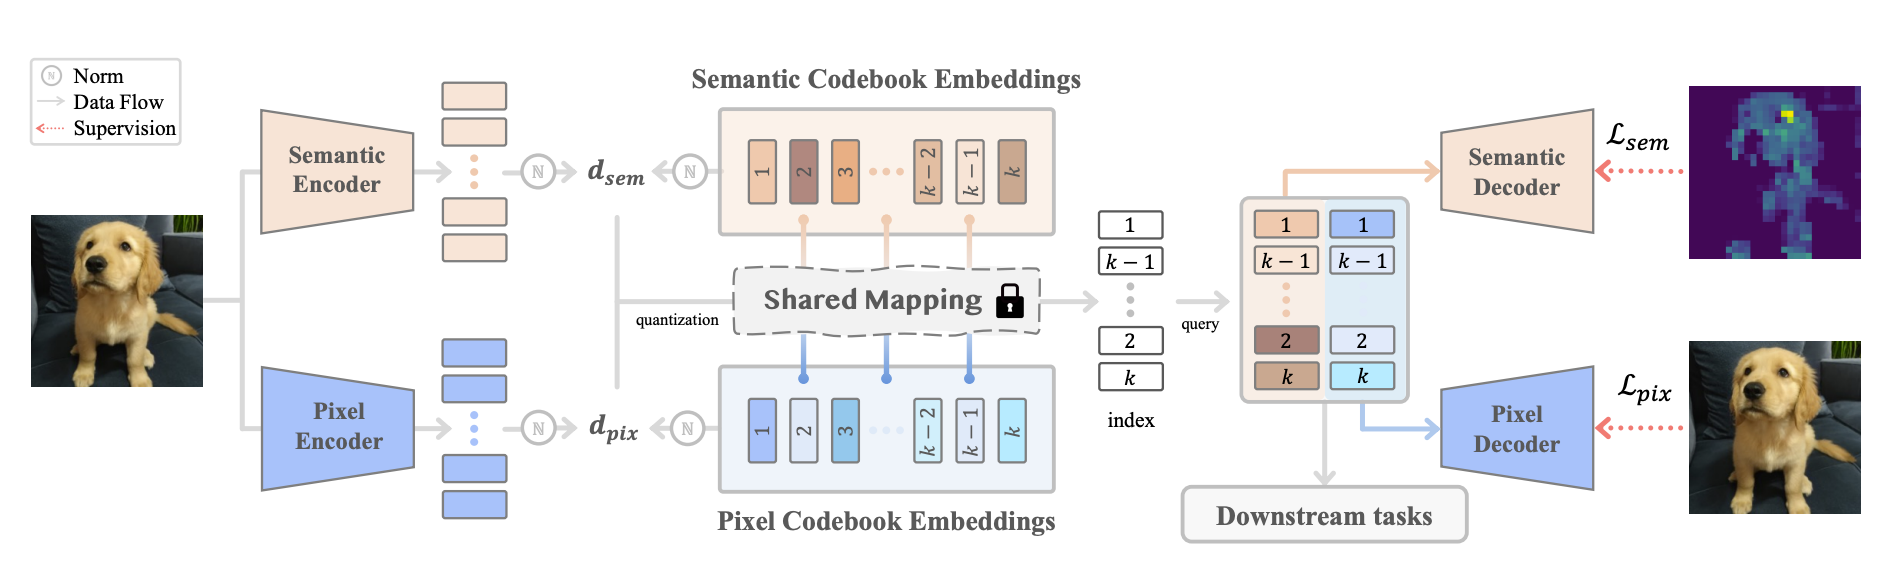 ℕ Norm
Data Flow
Supervision
Semantic
Encoder
Pixel
Encoder
ℕ
d_sem
ℕ
ℕ
d_pix
ℕ
quantization
Semantic Codebook Embeddings
1 2 3 k − 2 k − 1 k
Shared Mapping
1 2 3 k − 2 k − 1 k
Pixel Codebook Embeddings
1
k − 1
2
k
index
query
1 1
k − 1 k − 1
2 2
k k
Downstream tasks
Semantic
Decoder
ℒ_sem
Pixel
Decoder
ℒ_pix